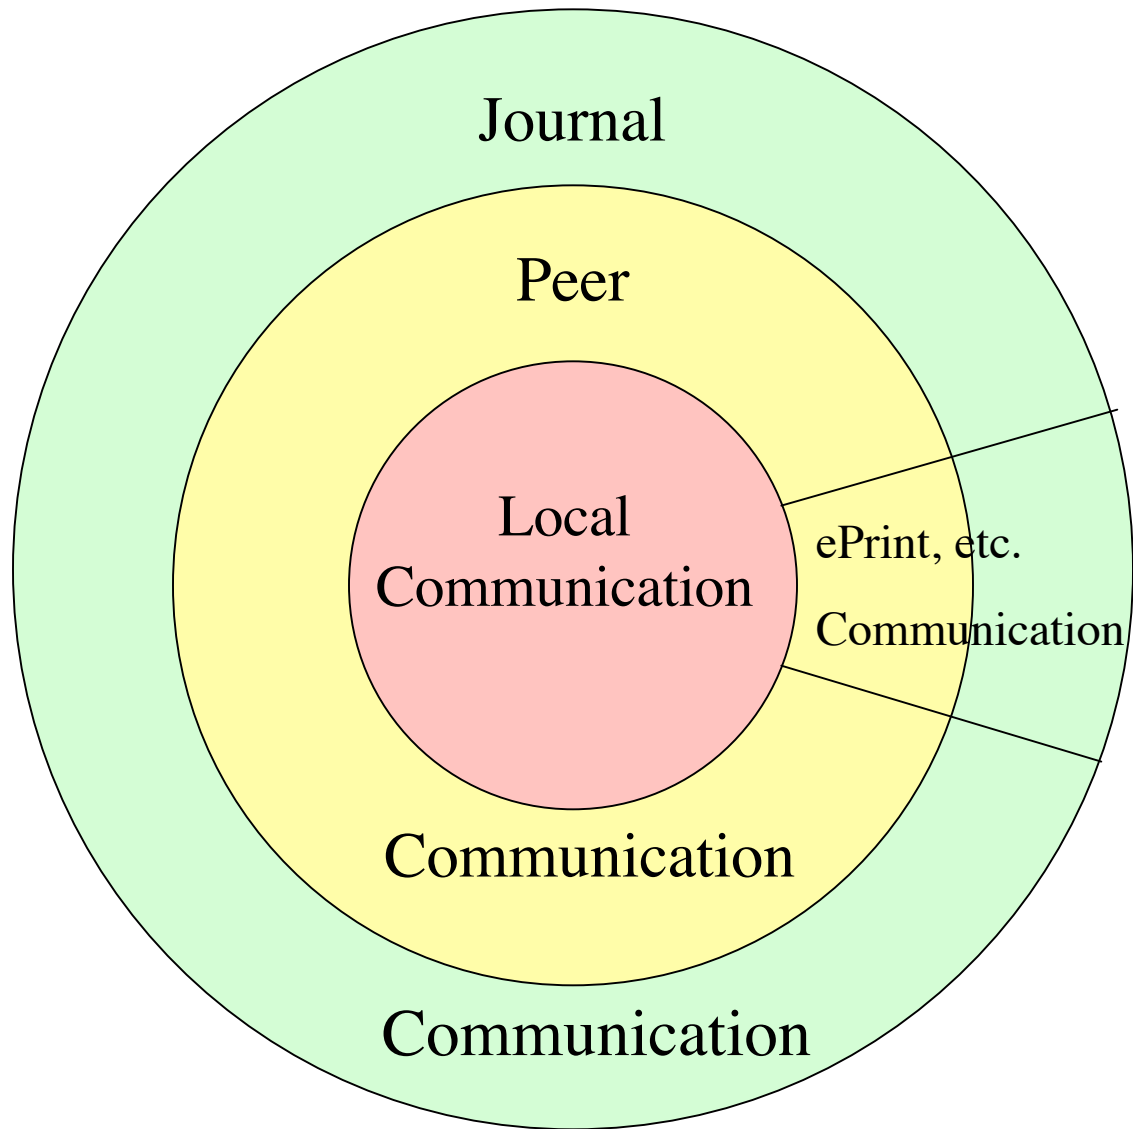 Journal
Peer
Local
Communication
ePrint, etc.
Communication
Communication
Communication